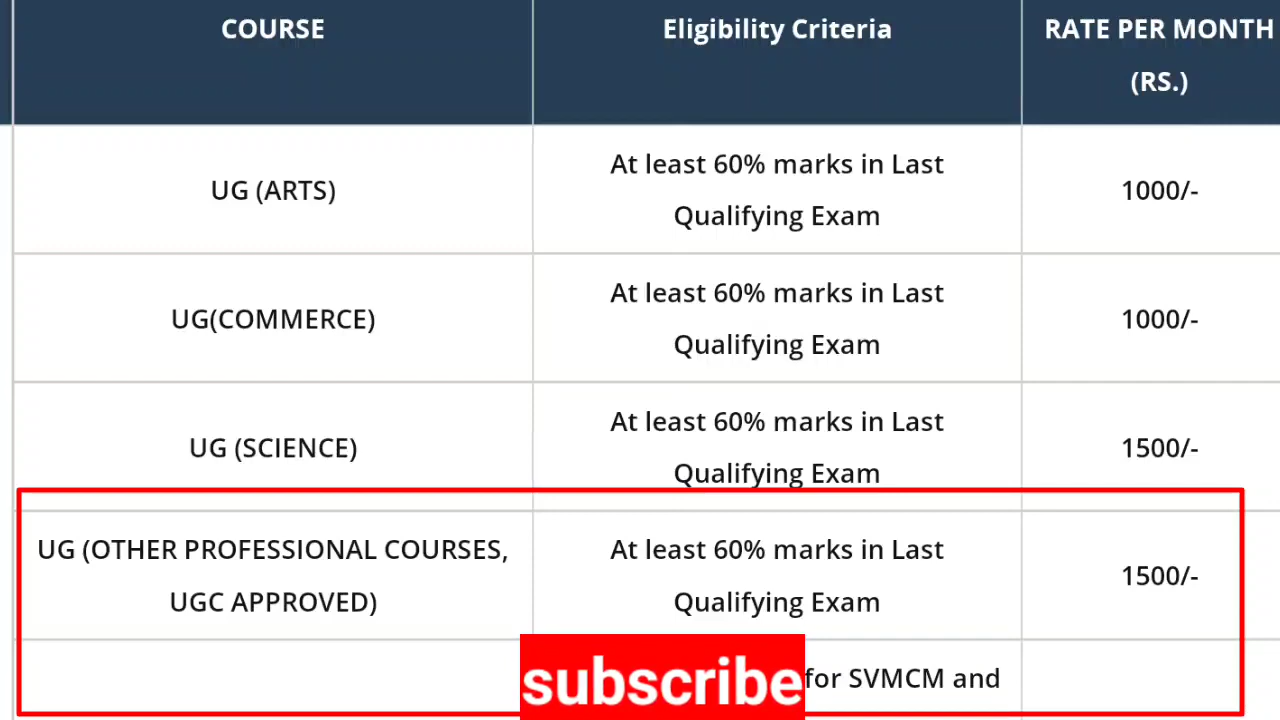 COURSE
Eligibility Criteria
RATE PER MONTH
(RS.)
UG (ARTS)
At least 60% marks in Last
Qualifying Exam
1000/-
UG(COMMERCE)
At least 60% marks in Last
Qualifying Exam
1000/-
UG (SCIENCE)
At least 60% marks in Last
Qualifying Exam
1500/-
UG (OTHER PROFESSIONAL COURSES,
UGC APPROVED)
At least 60% marks in Last
Qualifying Exam
1500/-
subscribe
for SVMCM and